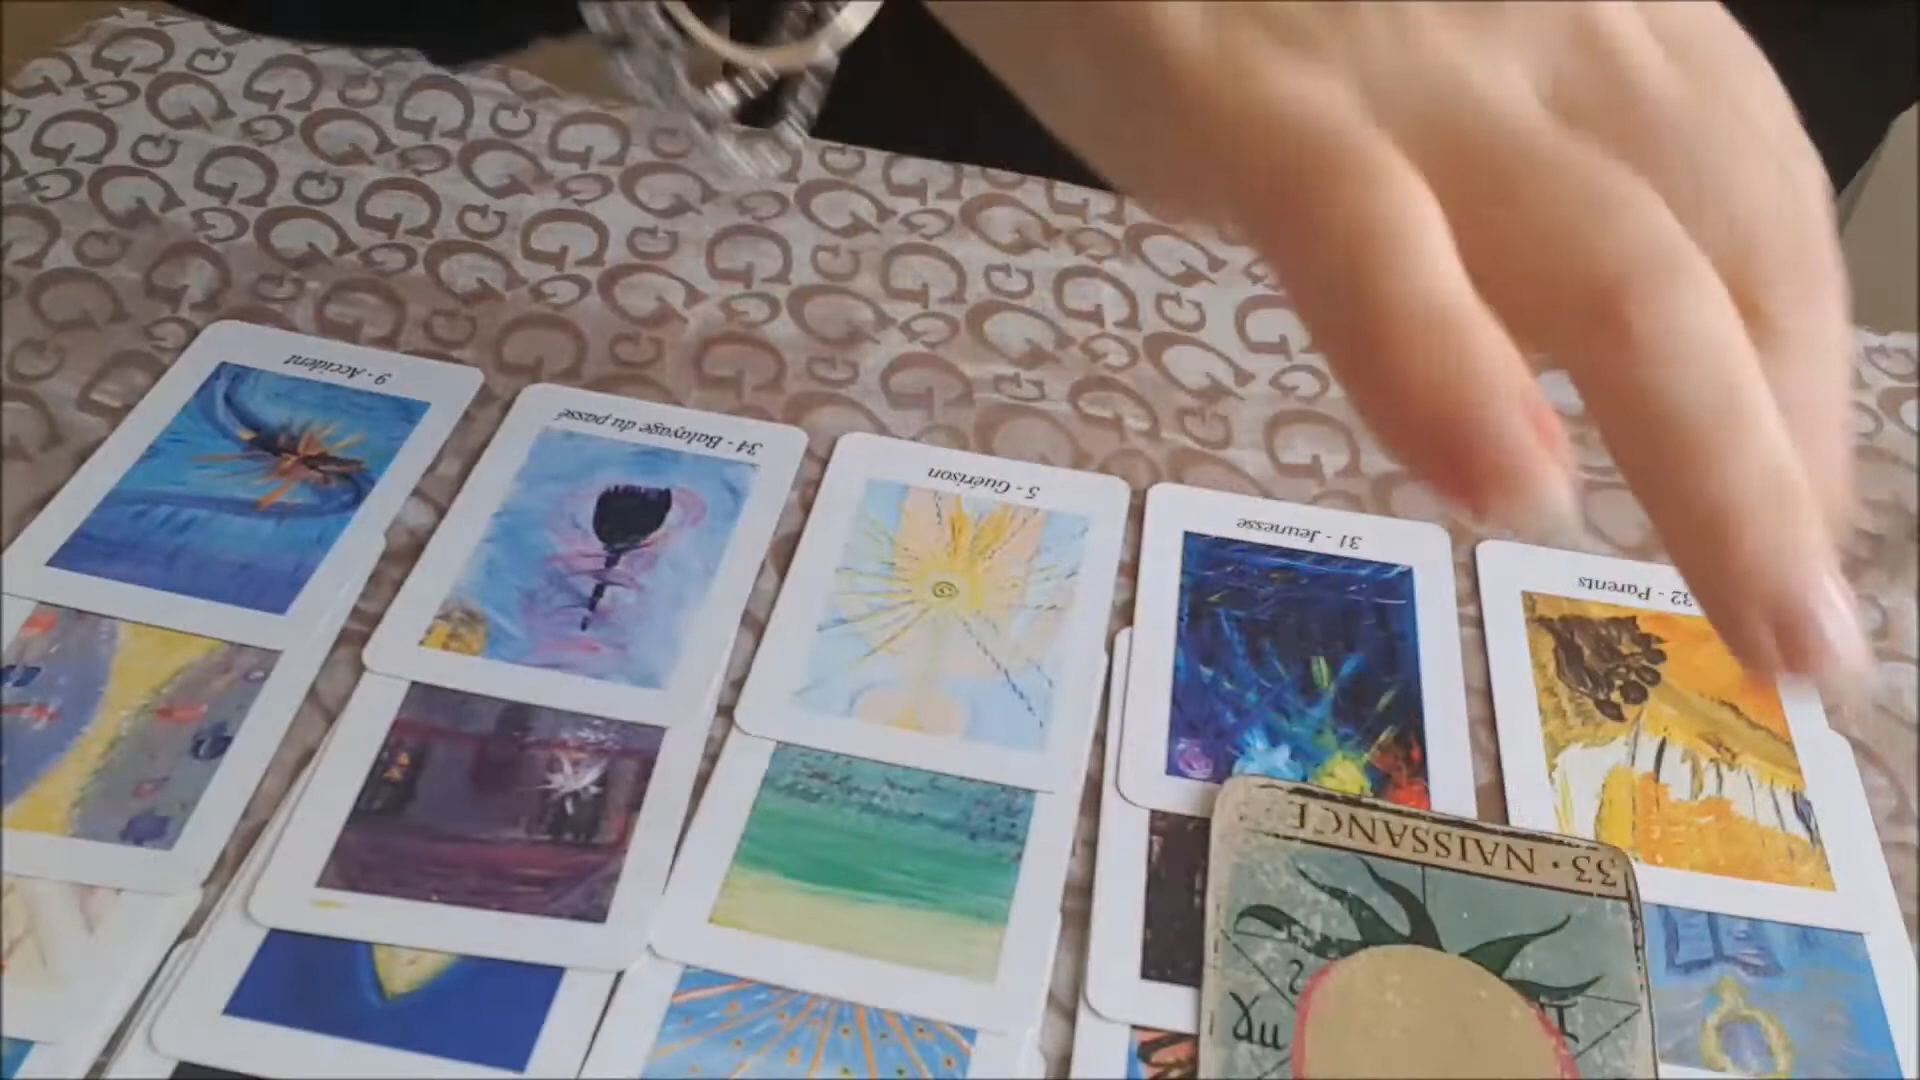 9 - Accident
34 - Balayage du passé
5 - Guérison
31 - Jeunesse
32 - Parents
33 • NAISSANCE